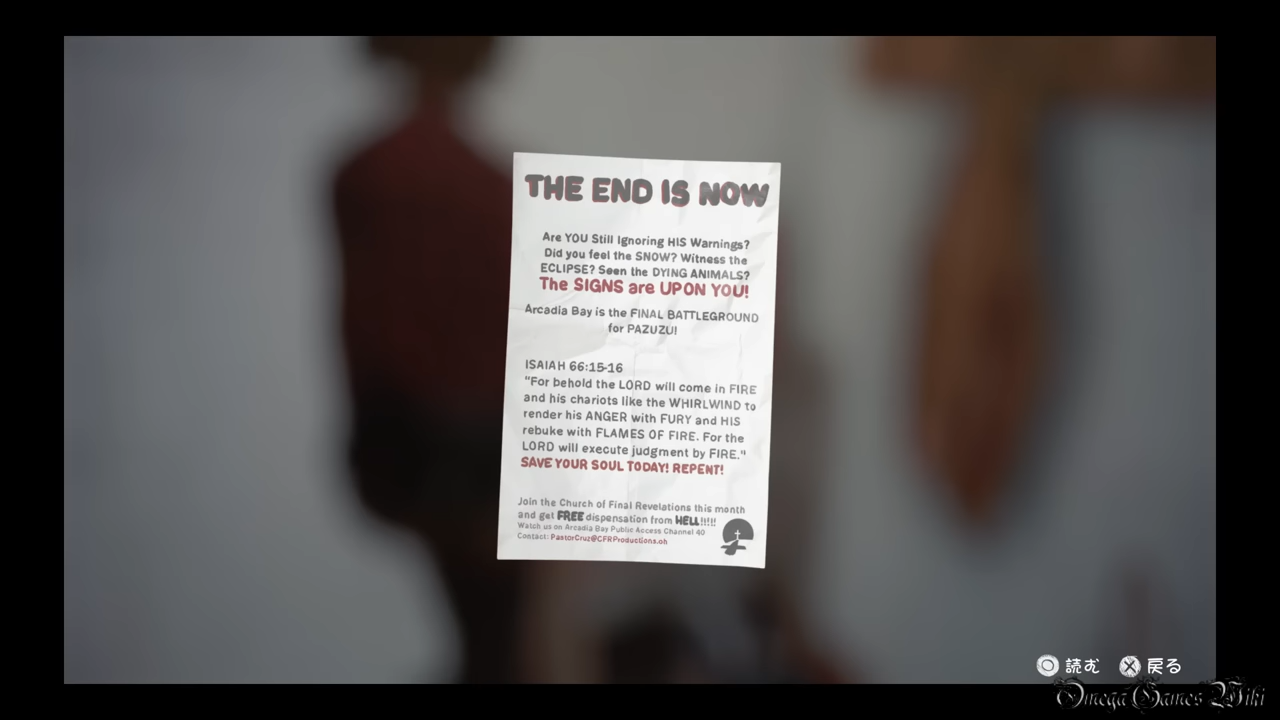 THE END IS NOW
Are YOU Still Ignoring HIS Warnings?
Did you feel the SNOW? Witness the
ECLIPSE? Seen the DYING ANIMALS?
The SIGNS are UPON YOU!
Arcadia Bay is the FINAL BATTLEGROUND
for PAZUZU!
ISAIAH 66:15-16
"For behold the LORD will come in FIRE
and his chariots like the WHIRLWIND to
render his ANGER with FURY and HIS
rebuke with FLAMES OF FIRE. For the
LORD will execute judgment by FIRE."
SAVE YOUR SOUL TODAY! REPENT!
Join the Church of Final Revelations this month
and get FREE dispensation from HELL!!!!!
Watch us on Arcadia Bay Public Access Channel 40
Contact: PastorCruz@CFRProductions.oh
読む 戻る
Omega Games Wiki